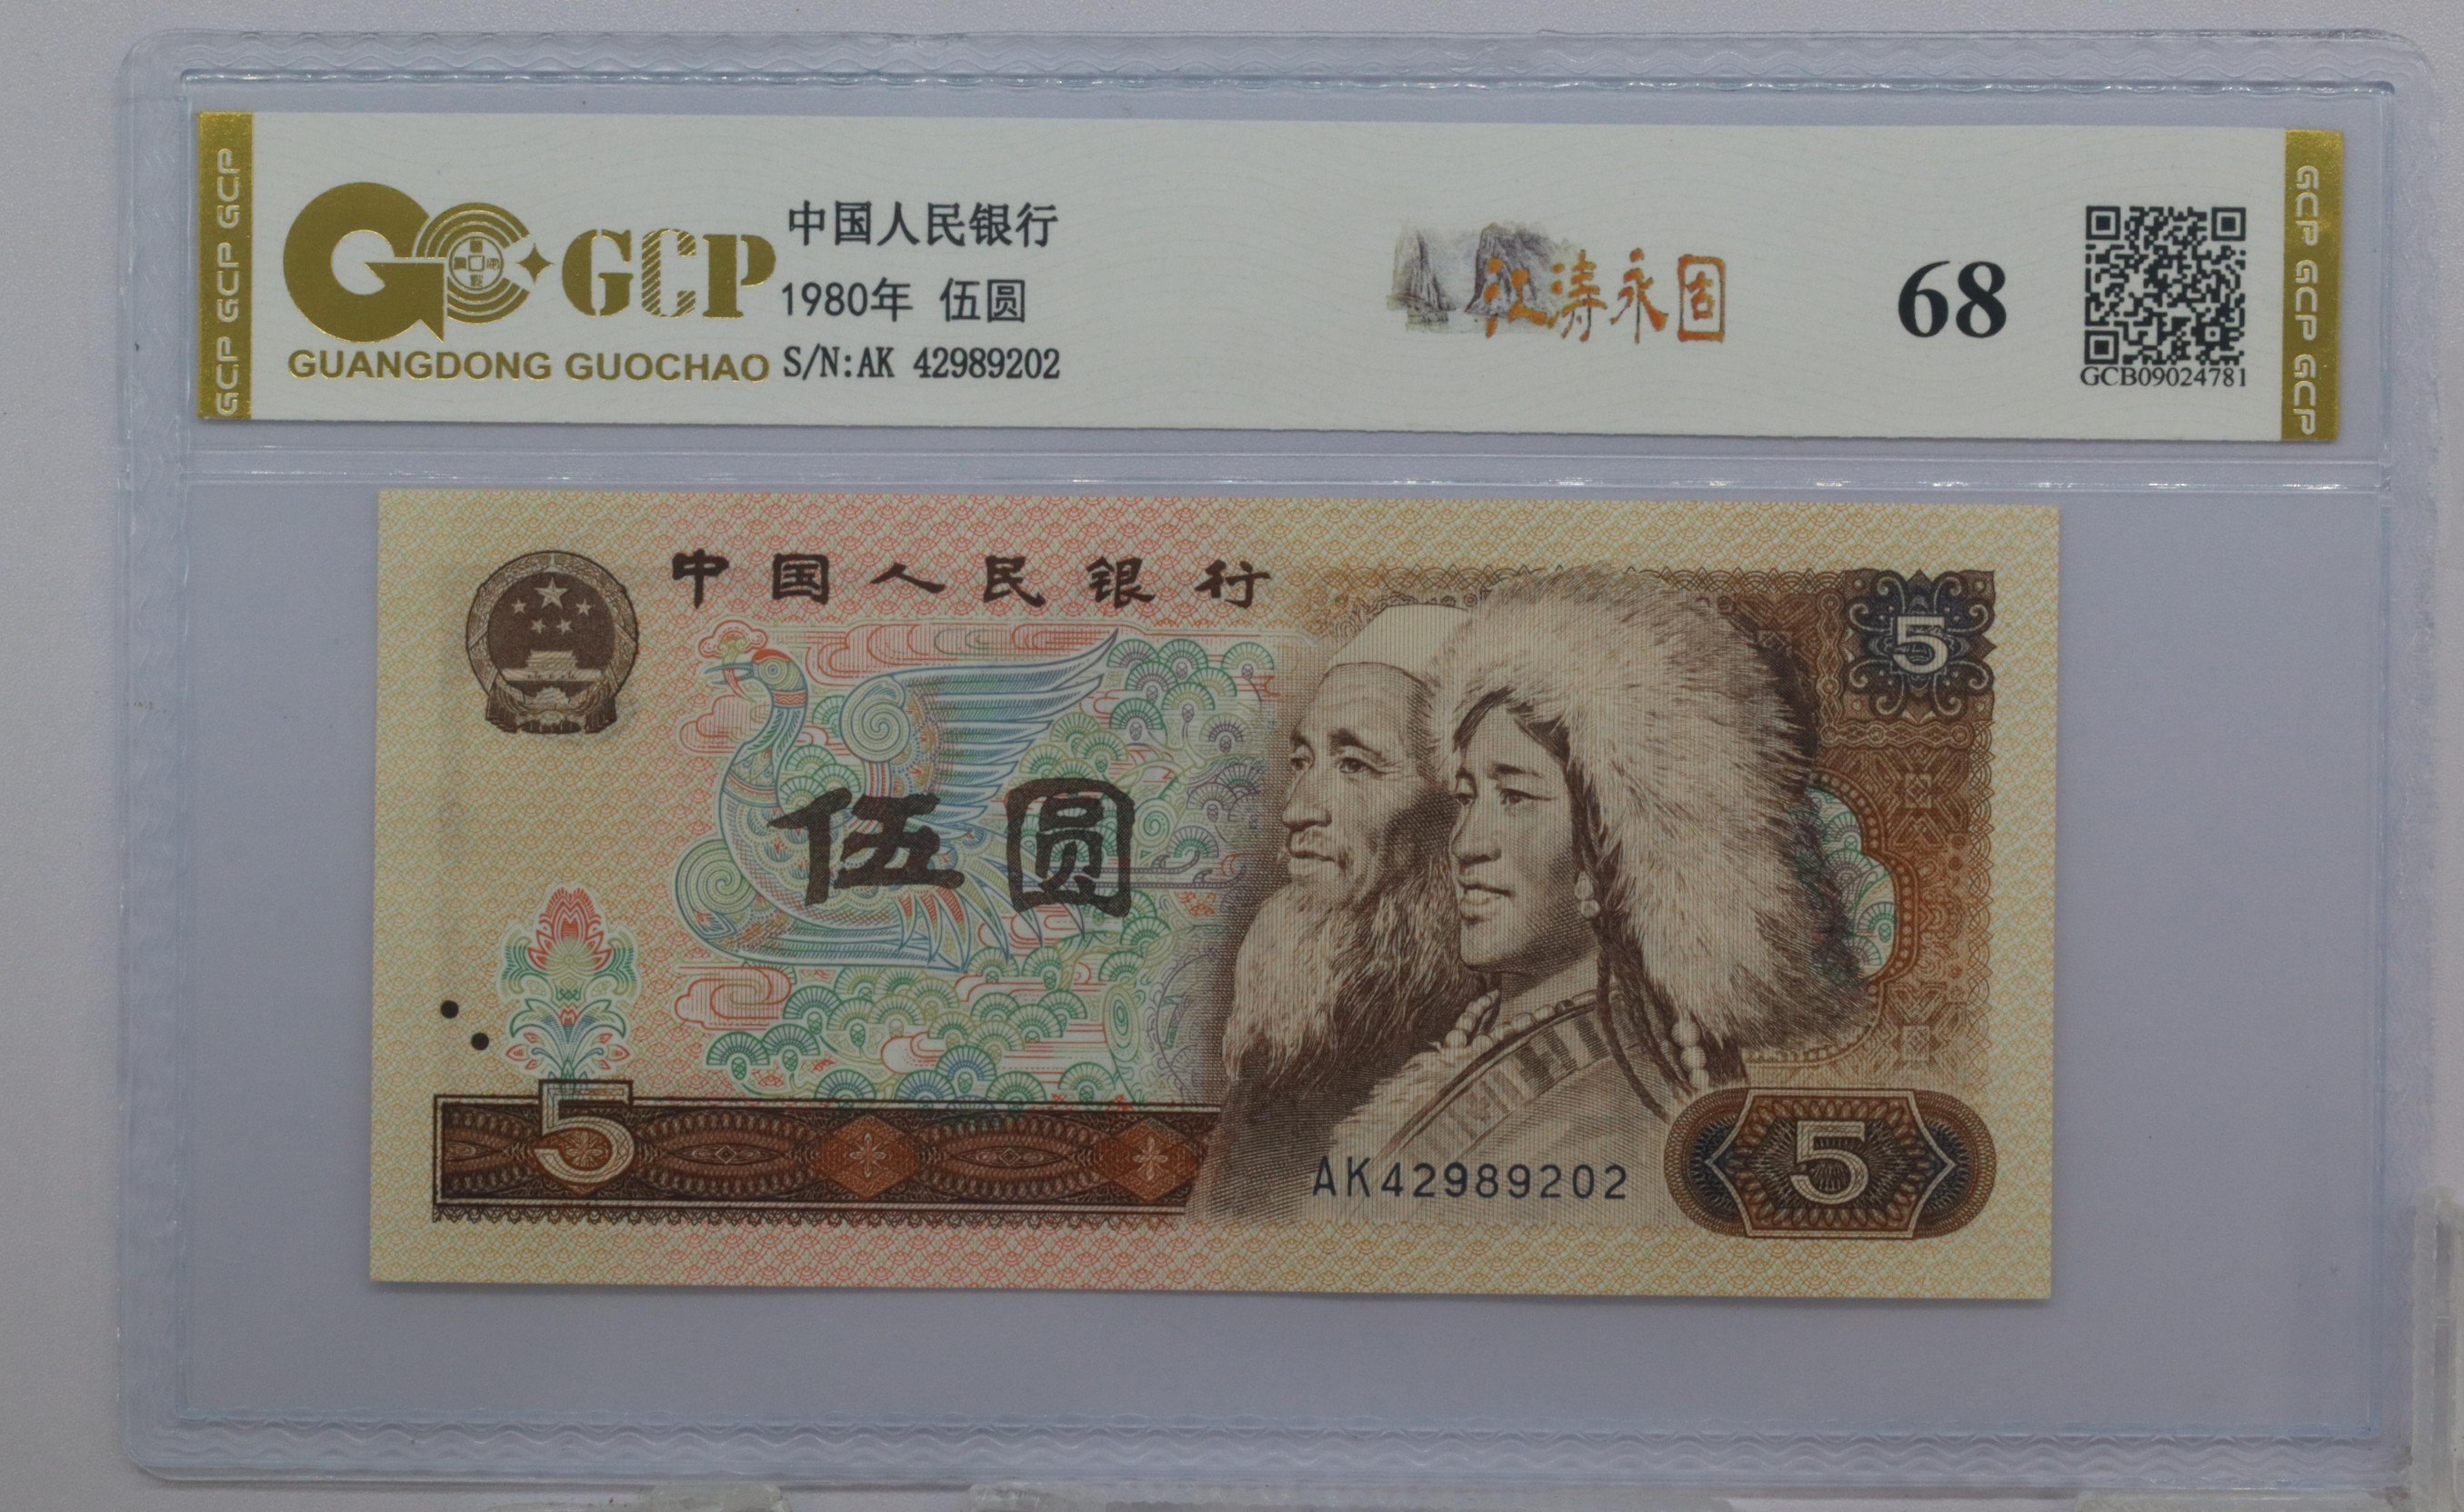 GCP GCP GCP
GCP
GUANGDONG GUOCHAO
中国人民银行
1980年 伍圆
S/N:AK 42989202
江涛永固
68
GCB09024781
GCP GCP GCP
中国人民银行
5
伍圆
5
AK42989202
5